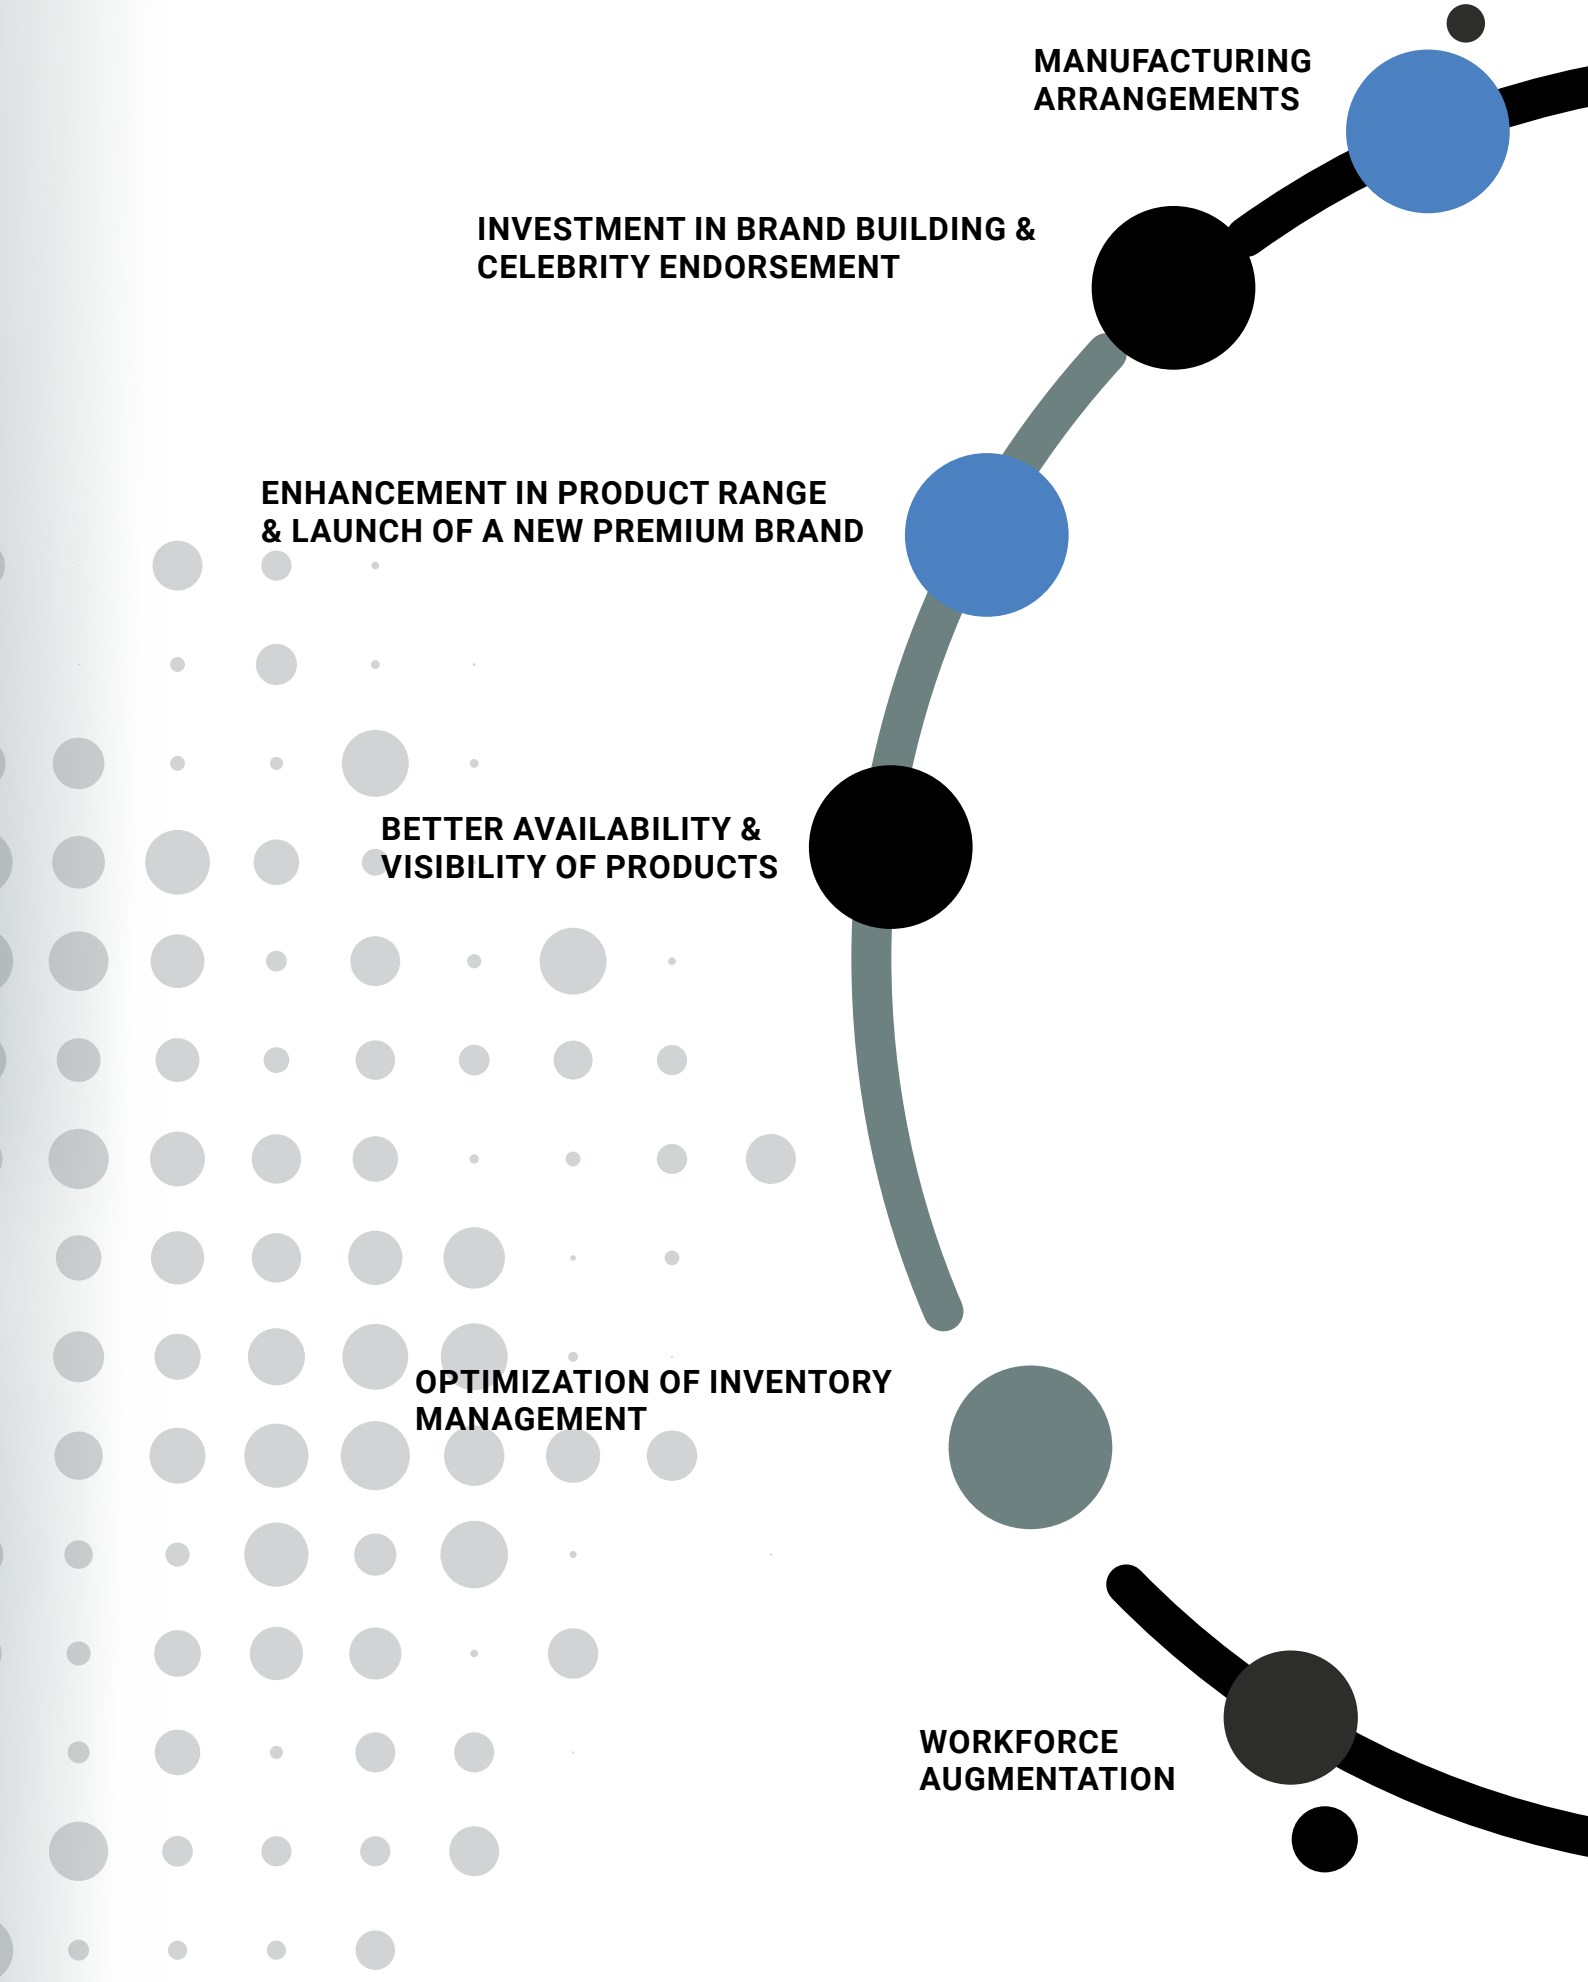 MANUFACTURING
ARRANGEMENTS
INVESTMENT IN BRAND BUILDING &
CELEBRITY ENDORSEMENT
ENHANCEMENT IN PRODUCT RANGE
& LAUNCH OF A NEW PREMIUM BRAND
BETTER AVAILABILITY &
VISIBILITY OF PRODUCTS
OPTIMIZATION OF INVENTORY
MANAGEMENT
WORKFORCE
AUGMENTATION